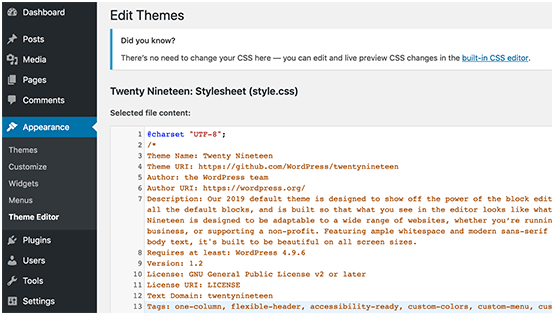 Dashboard
Posts
Media
Pages
Comments
Appearance
Themes
Customize
Widgets
Menus
Theme Editor
Plugins
Users
Tools
Settings
Edit Themes
Did you know?
There's no need to change your CSS here — you can edit and live preview CSS changes in the built-in CSS editor.
Twenty Nineteen: Stylesheet (style.css)
Selected file content:
1 @charset "UTF-8";
2 /*
3 Theme Name: Twenty Nineteen
4 Theme URI: https://github.com/WordPress/twentynineteen
5 Author: the WordPress team
6 Author URI: https://wordpress.org/
7 Description: Our 2019 default theme is designed to show off the power of the block edit
all the default blocks, and is built so that what you see in the editor looks like what
Nineteen is designed to be adaptable to a wide range of websites, whether you're runnin
business, or supporting a non-profit. Featuring ample whitespace and modern sans-serif
body text, it's built to be beautiful on all screen sizes.
8 Requires at least: WordPress 4.9.6
9 Version: 1.2
10 License: GNU General Public License v2 or later
11 License URI: LICENSE
12 Text Domain: twentynineteen
13 Tags: one-column, flexible-header, accessibility-ready, custom-colors, custom-menu, cus